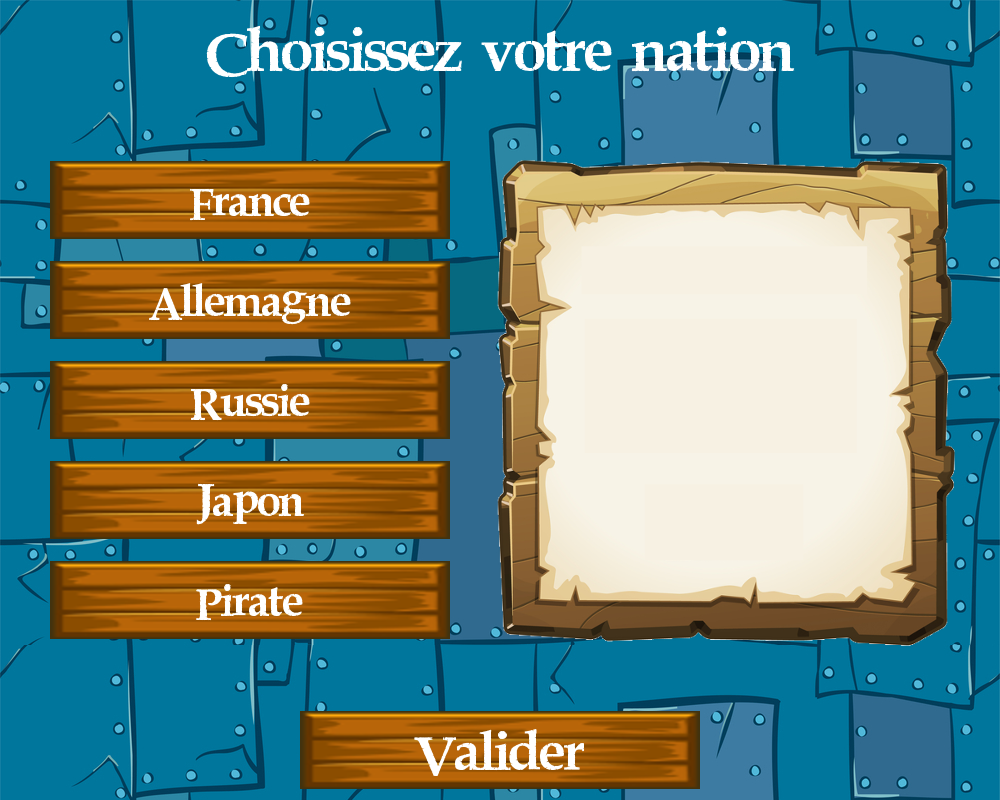 Choisissez votre nation
France
Allemagne
Russie
Japon
Pirate
Valider